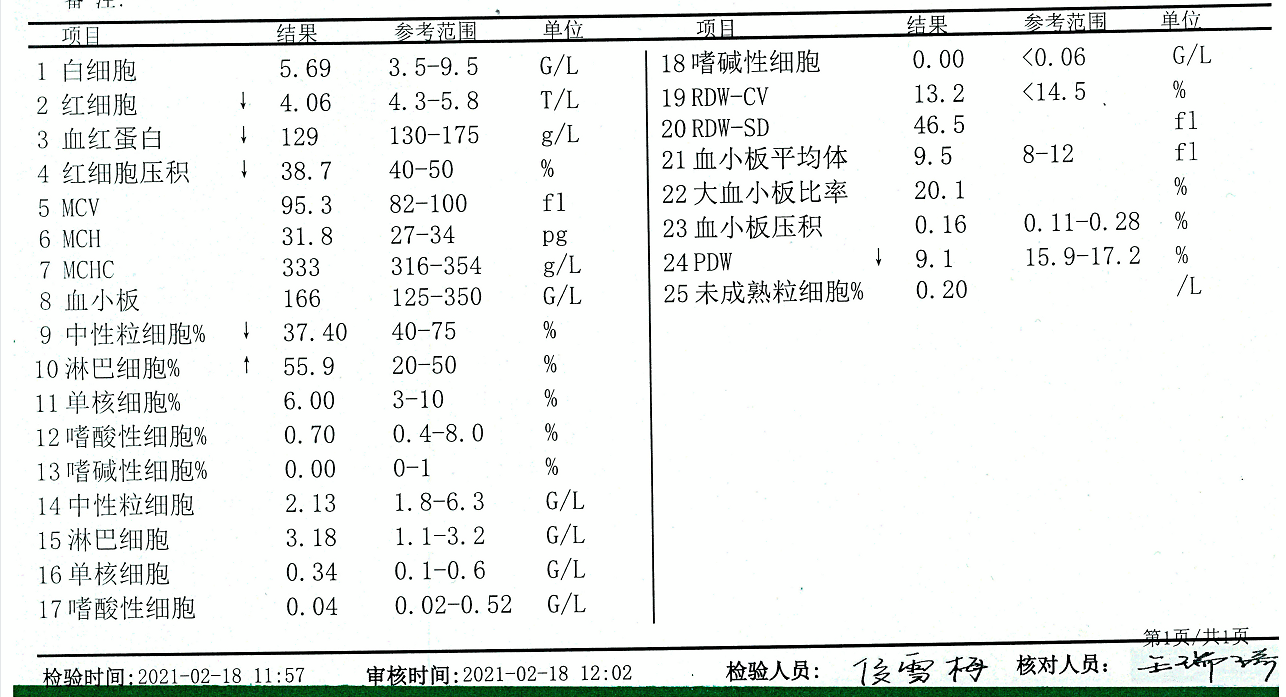 备 注:
项目 结果 参考范围 单位 项目 结果 参考范围 单位
1 白细胞 5.69 3.5-9.5 G/L
2 红细胞 ↓ 4.06 4.3-5.8 T/L
3 血红蛋白 ↓ 129 130-175 g/L
4 红细胞压积 ↓ 38.7 40-50 %
5 MCV 95.3 82-100 fl
6 MCH 31.8 27-34 pg
7 MCHC 333 316-354 g/L
8 血小板 166 125-350 G/L
9 中性粒细胞% ↓ 37.40 40-75 %
10 淋巴细胞% ↑ 55.9 20-50 %
11 单核细胞% 6.00 3-10 %
12 嗜酸性细胞% 0.70 0.4-8.0 %
13 嗜碱性细胞% 0.00 0-1 %
14 中性粒细胞 2.13 1.8-6.3 G/L
15 淋巴细胞 3.18 1.1-3.2 G/L
16 单核细胞 0.34 0.1-0.6 G/L
17 嗜酸性细胞 0.04 0.02-0.52 G/L
18 嗜碱性细胞 0.00 <0.06 G/L
19 RDW-CV 13.2 <14.5 %
20 RDW-SD 46.5 fl
21 血小板平均体 9.5 8-12 fl
22 大血小板比率 20.1 %
23 血小板压积 0.16 0.11-0.28 %
24 PDW ↓ 9.1 15.9-17.2 %
25 未成熟粒细胞% 0.20 /L
第1页/共1页
检验时间:2021-02-18 11:57 审核时间:2021-02-18 12:02 检验人员: 雪梅 核对人员: